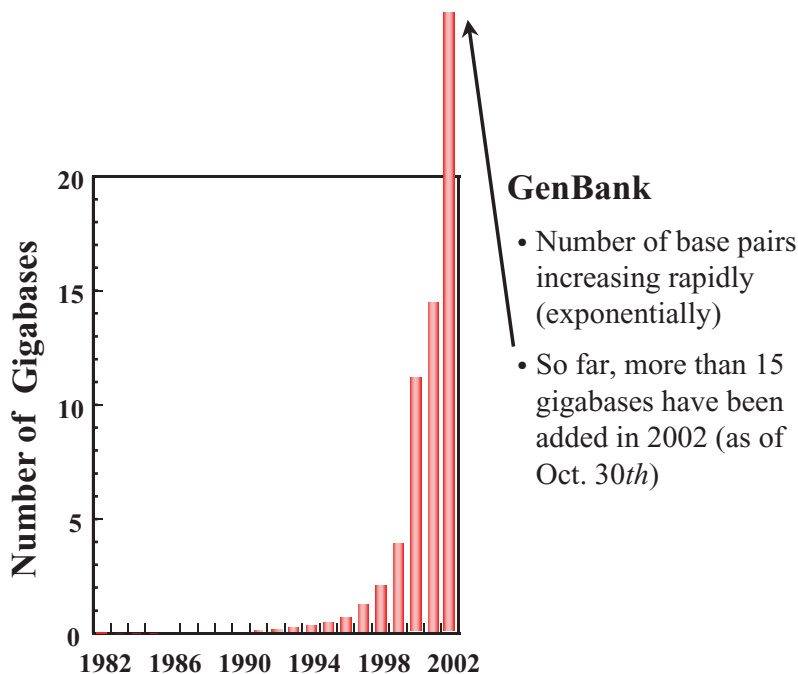 Number of Gigabases
20
15
10
5
0
1982 1986 1990 1994 1998 2002
GenBank
• Number of base pairs
increasing rapidly
(exponentially)
• So far, more than 15
gigabases have been
added in 2002 (as of
Oct. 30th)